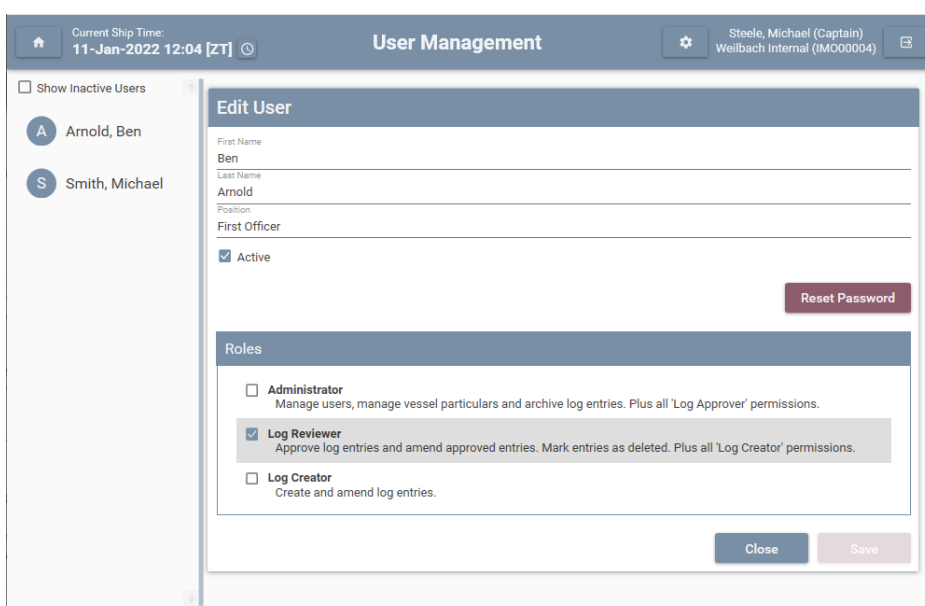 Current Ship Time:
11-Jan-2022 12:04 [ZT]
User Management
Steele, Michael (Captain)
Weilbach Internal (IMO00004)
Show Inactive Users
A Arnold, Ben
S Smith, Michael
Edit User
First Name
Ben
Last Name
Arnold
Position
First Officer
Active
Reset Password
Roles
Administrator
Manage users, manage vessel particulars and archive log entries. Plus all 'Log Approver' permissions.
Log Reviewer
Approve log entries and amend approved entries. Mark entries as deleted. Plus all 'Log Creator' permissions.
Log Creator
Create and amend log entries.
Close Save